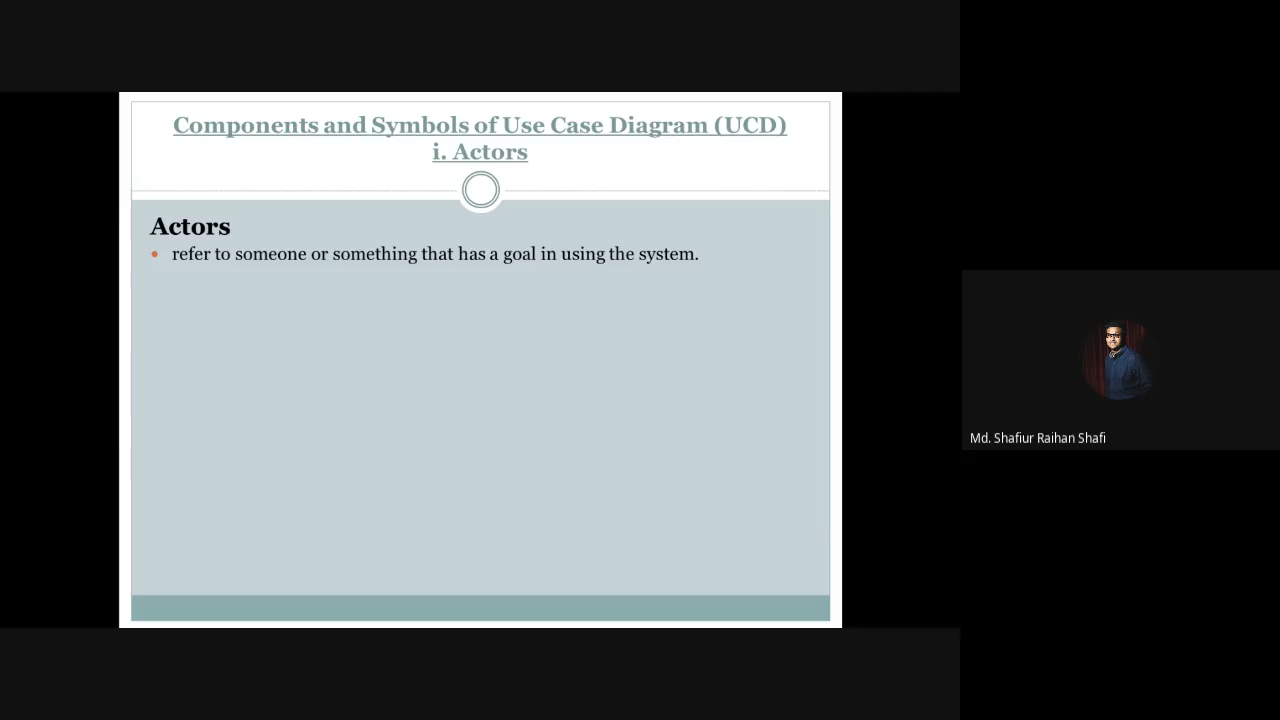 Components and Symbols of Use Case Diagram (UCD)
i. Actors
Actors
• refer to someone or something that has a goal in using the system.
Md. Shafiur Raihan Shafi